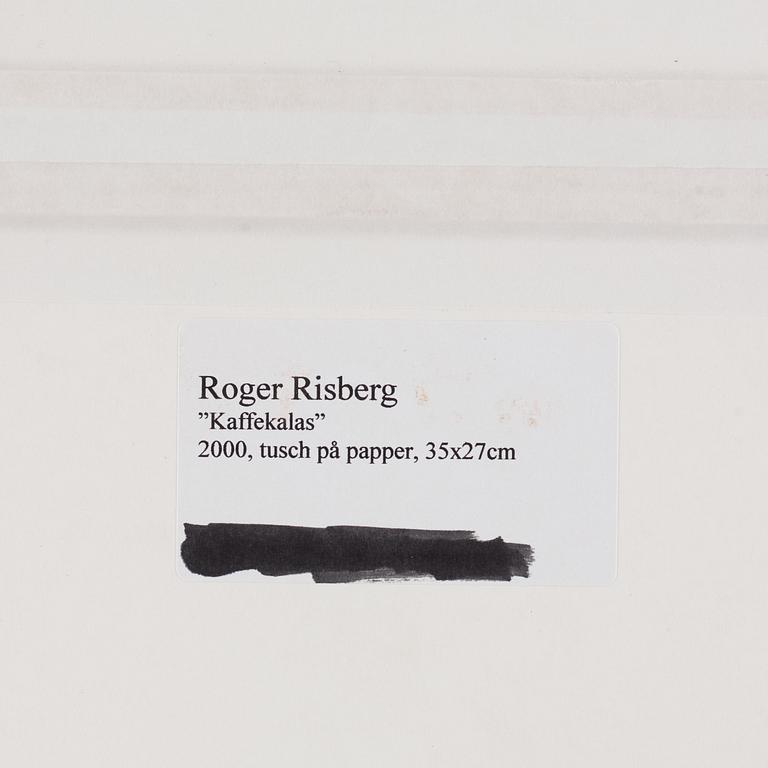 Roger Risberg
”Kaffekalas”
2000, tusch på papper, 35x27cm